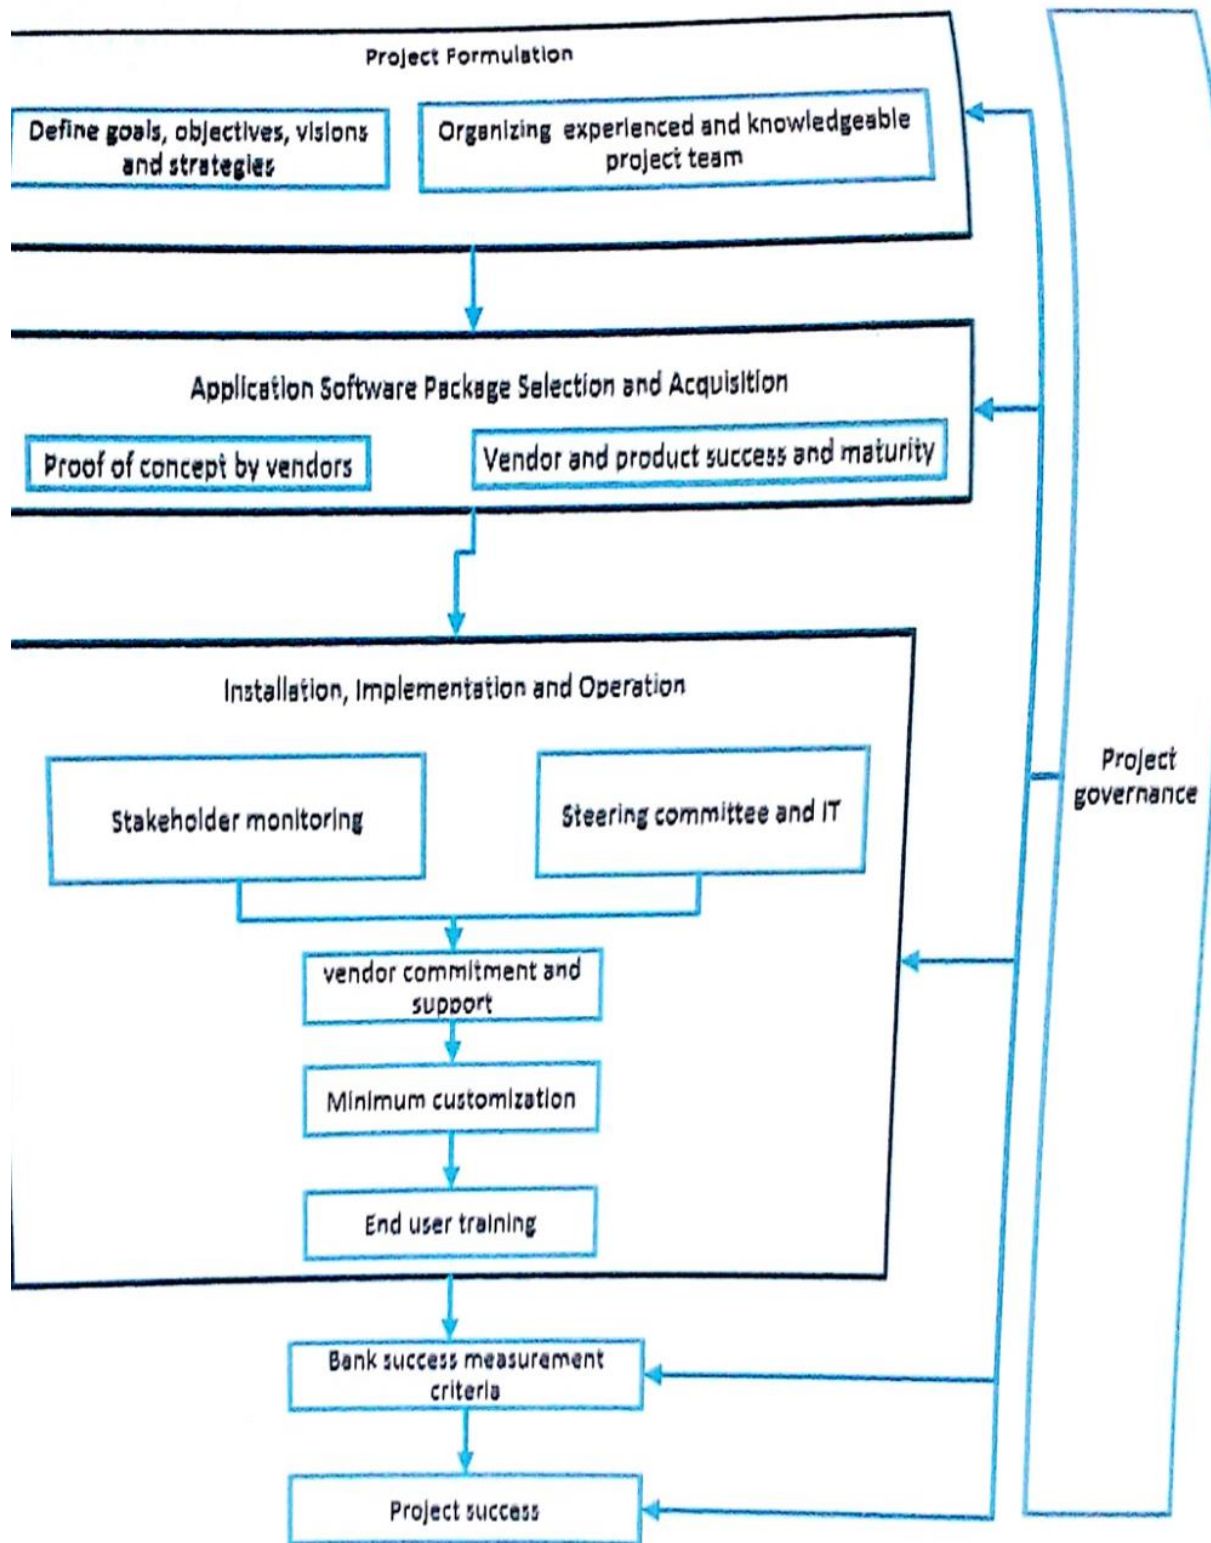 Project Formulation
Define goals, objectives, visions
and strategies
Organizing experienced and knowledgeable
project team
Application Software Package Selection and Acquisition
Proof of concept by vendors
Vendor and product success and maturity
Installation, Implementation and Operation
Stakeholder monitoring
Steering committee and IT
vendor commitment and
support
Minimum customization
End user training
Bank success measurement
criteria
Project success
Project
governance